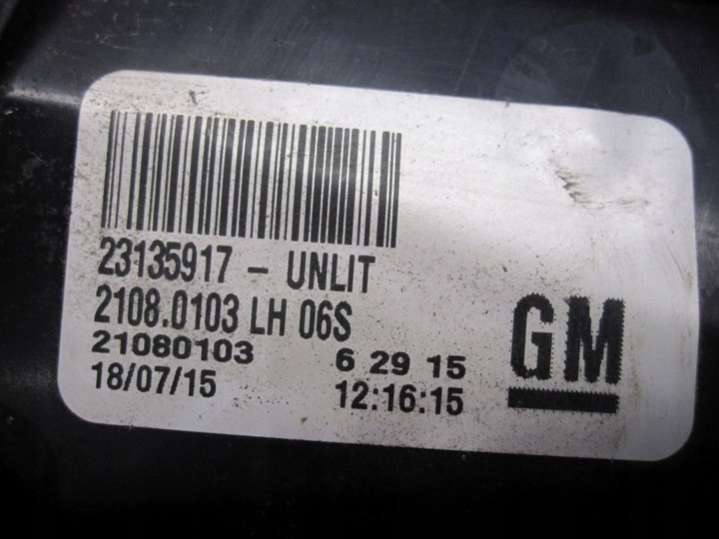 23135917 - UNLIT
2108.0103 LH 06S
21080103 6 29 15
18/07/15 12:16:15
GM